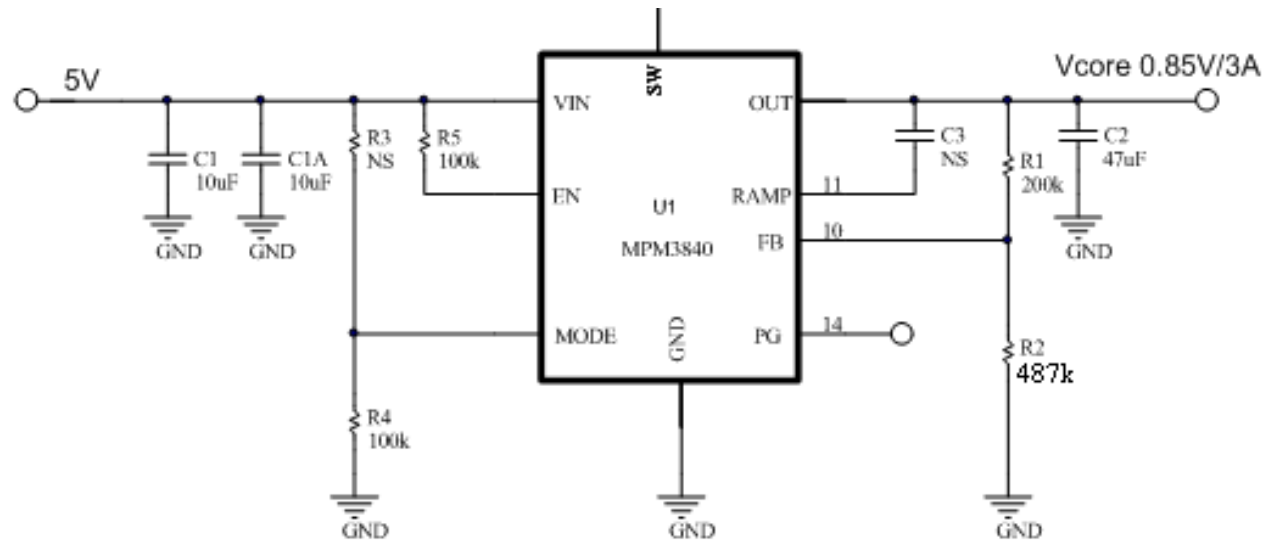 5V
Vcore 0.85V/3A
SW
VIN
OUT
C1
10uF
C1A
10uF
R3
NS
R5
100k
C3
NS
R1
200k
C2
47uF
EN
RAMP
11
U1
MPM3840
FB
10
GND
GND
GND
MODE
GND
PG
14
R2
487k
R4
100k
GND
GND
GND